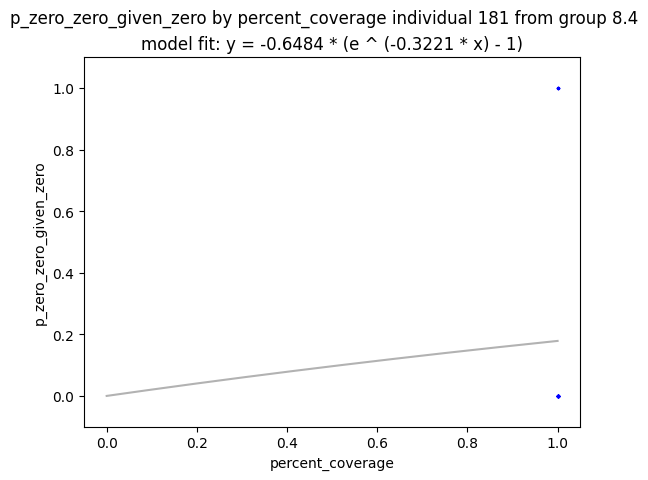 p_zero_zero_given_zero by percent_coverage individual 181 from group 8.4
model fit: y = -0.6484 * (e ^ (-0.3221 * x) - 1)
1.0
0.8
0.6
0.4
0.2
0.0
p_zero_zero_given_zero
0.0 0.2 0.4 0.6 0.8 1.0
percent_coverage